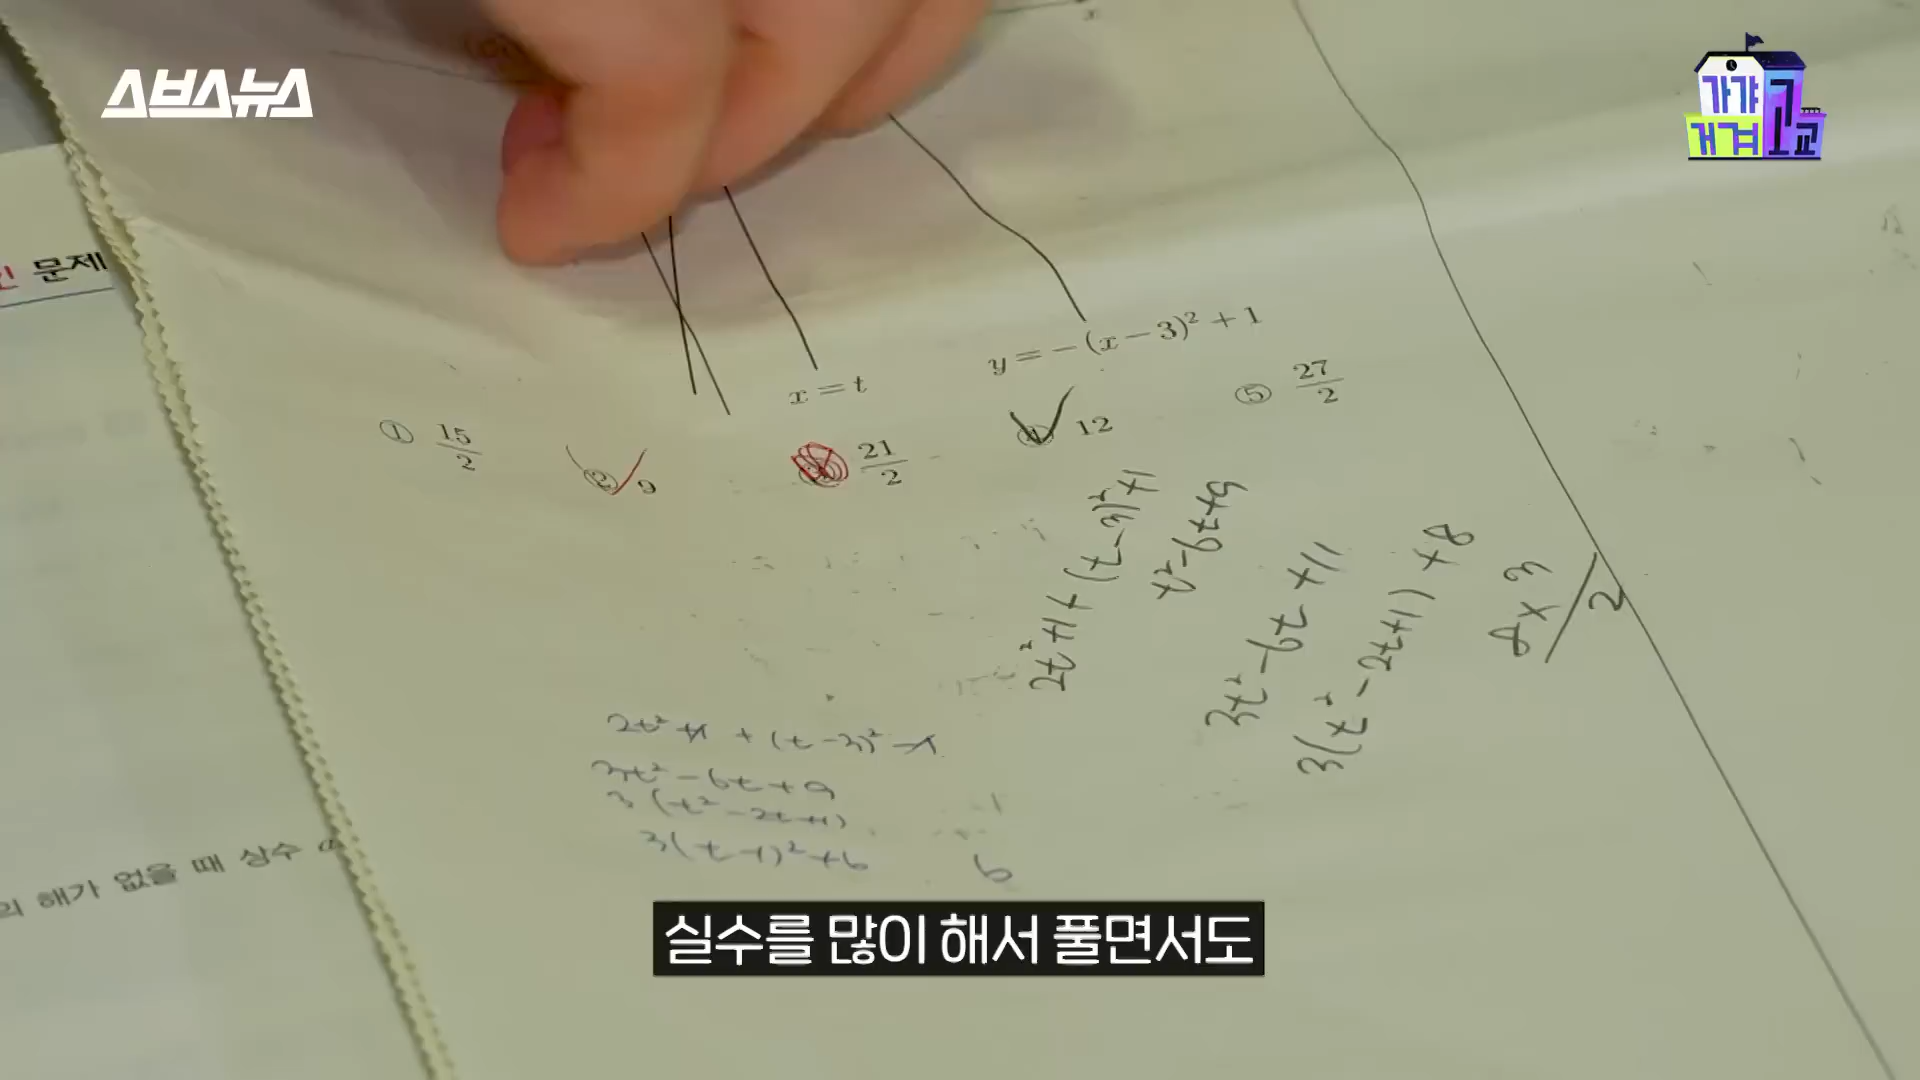 스브스뉴스
가갸
거겨
고교
문제
y = -(x-3)² + 1
x = t
① 15/2
② 9
③ 21/2
④ 12
⑤ 27/2
2t²+1+(t-3)²+1
t²-6t+9
3t²-6t+11
3(t²-2t+1)+8
8×3/2
2t²+1+(t-3)²-1
3t²-6t+9
3(t²-2t+1)
3(t-1)²+6
6
의 해가 없을 때 상수 a
실수를 많이 해서 풀면서도